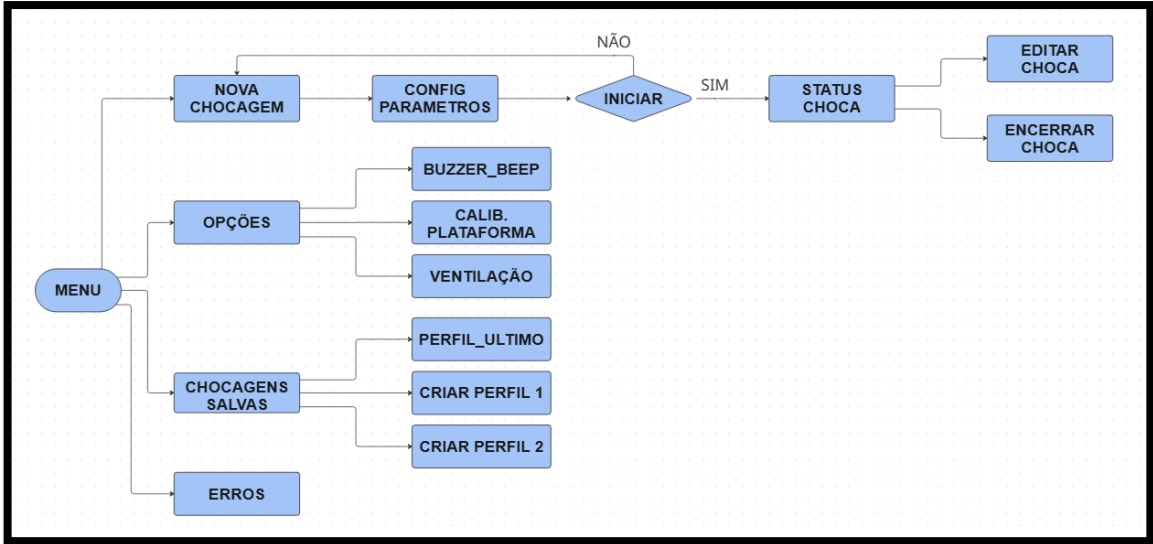 NÃO
NOVA
CHOCAGEM
CONFIG
PARAMETROS
INICIAR
SIM
STATUS
CHOCA
EDITAR
CHOCA
ENCERRAR
CHOCA
BUZZER_BEEP
OPÇÕES
CALIB.
PLATAFORMA
VENTILAÇÃO
MENU
PERFIL_ULTIMO
CHOCAGENS
SALVAS
CRIAR PERFIL 1
CRIAR PERFIL 2
ERROS